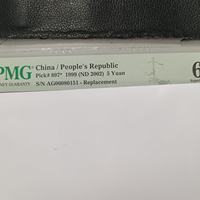 PMG China / People's Republic 6
Pick# 897* 1999 (ND 2002) 5 Yuan
S/N AG00080151 - Replacement